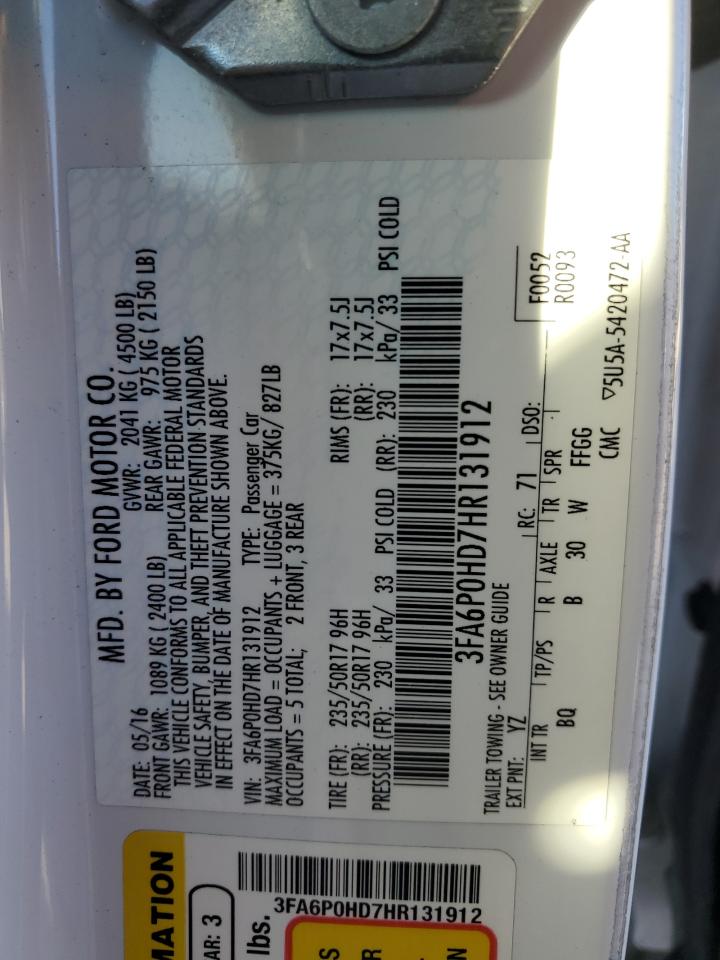 MFD. BY FORD MOTOR CO.
DATE: 05/16 GVWR: 2041 KG ( 4500 LB)
FRONT GAWR: 1089 KG ( 2400 LB) REAR GAWR: 975 KG ( 2150 LB)
THIS VEHICLE CONFORMS TO ALL APPLICABLE FEDERAL MOTOR
VEHICLE SAFETY, BUMPER, AND THEFT PREVENTION STANDARDS
IN EFFECT ON THE DATE OF MANUFACTURE SHOWN ABOVE.
VIN: 3FA6P0HD7HR131912 TYPE: Passenger Car
MAXIMUM LOAD = OCCUPANTS + LUGGAGE = 375KG/ 827LB
OCCUPANTS = 5 TOTAL; 2 FRONT, 3 REAR
TIRE (FR): 235/50R17 96H RIMS (FR): 17x7.5J
(RR): 235/50R17 96H (RR): 17x7.5J
PRESSURE (FR): 230 kPa/ 33 PSI COLD (RR): 230 kPa/ 33 PSI COLD
3FA6P0HD7HR131912
TRAILER TOWING - SEE OWNER GUIDE
EXT PNT: YZ RC: 71 DSO: F0052
R0093
INT TR TP/PS R AXLE TR SPR
BQ B 30 W FFGG
CMC ▽5U5A-5420472-AA
MATION
AR: 3
lbs.
3FA6P0HD7HR131912
S
R
N